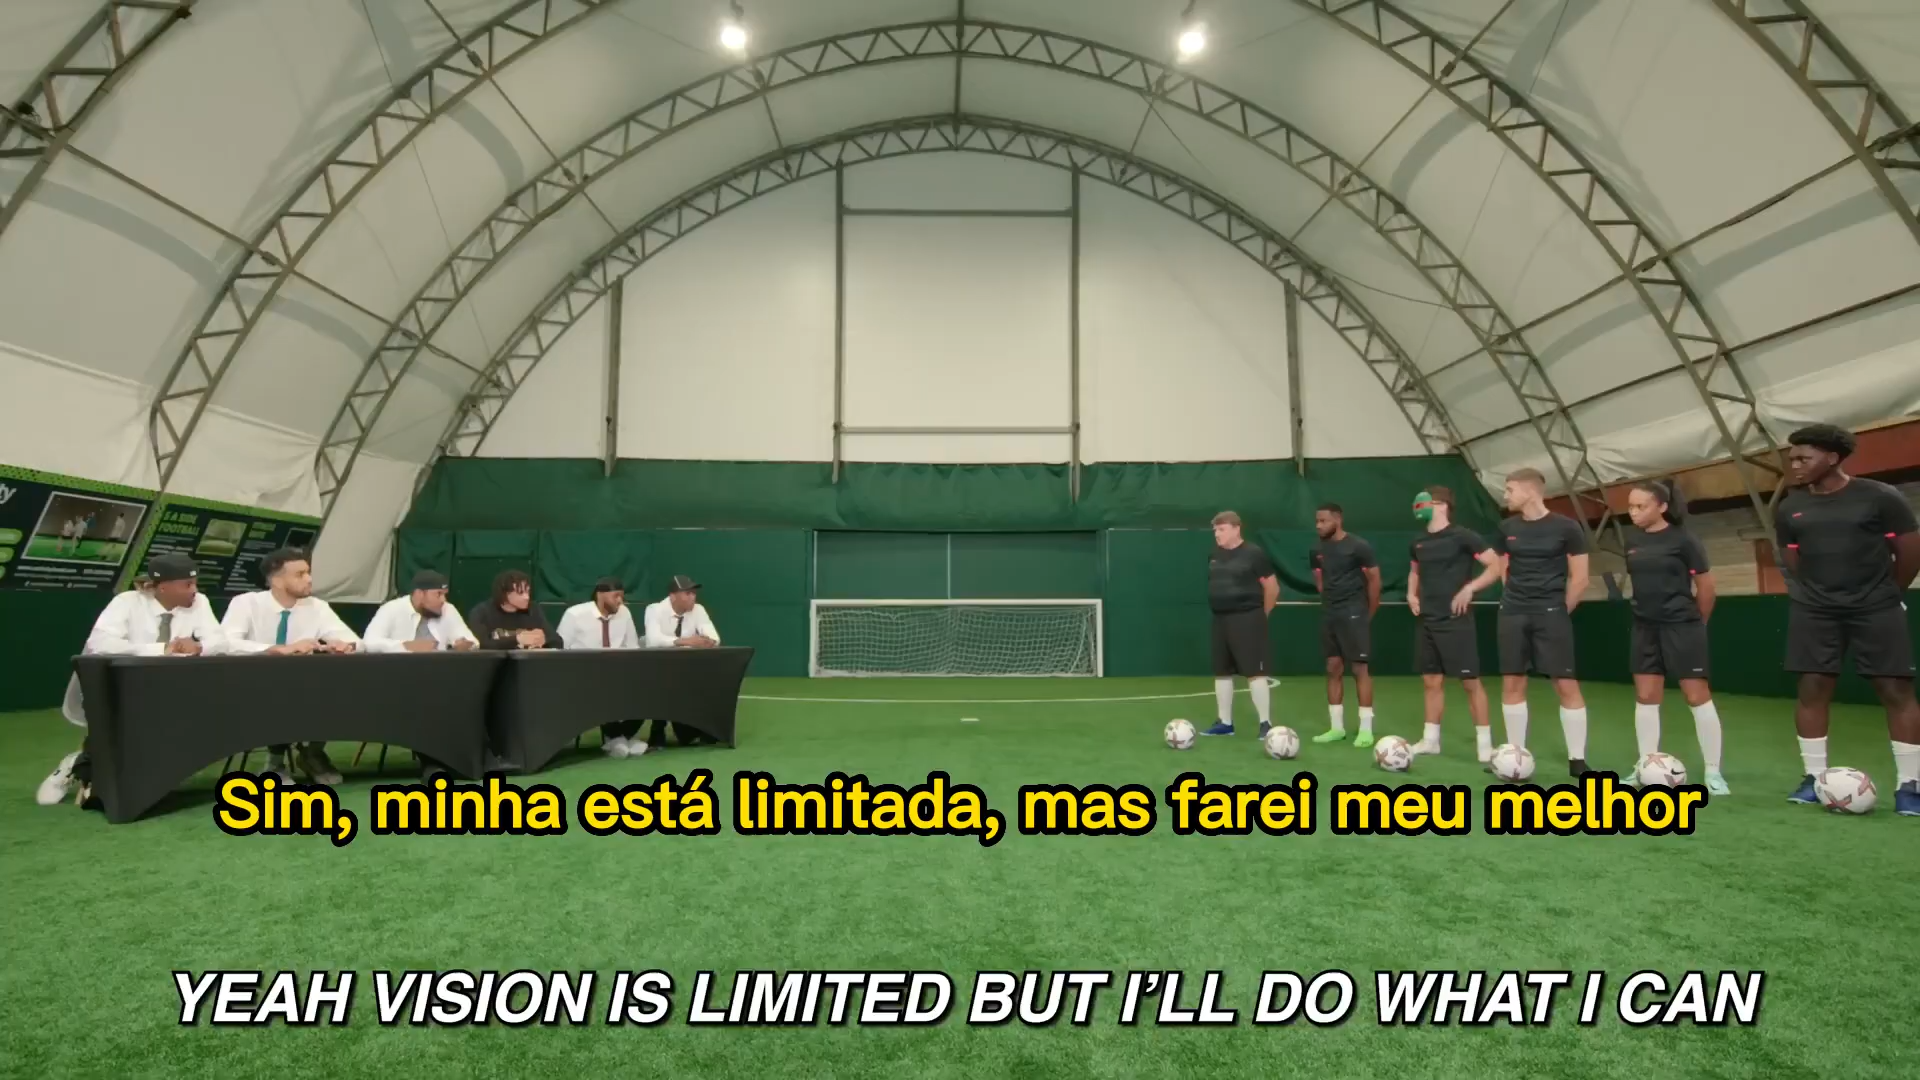 Sim, minha está limitada, mas farei meu melhor
YEAH VISION IS LIMITED BUT I'LL DO WHAT I CAN